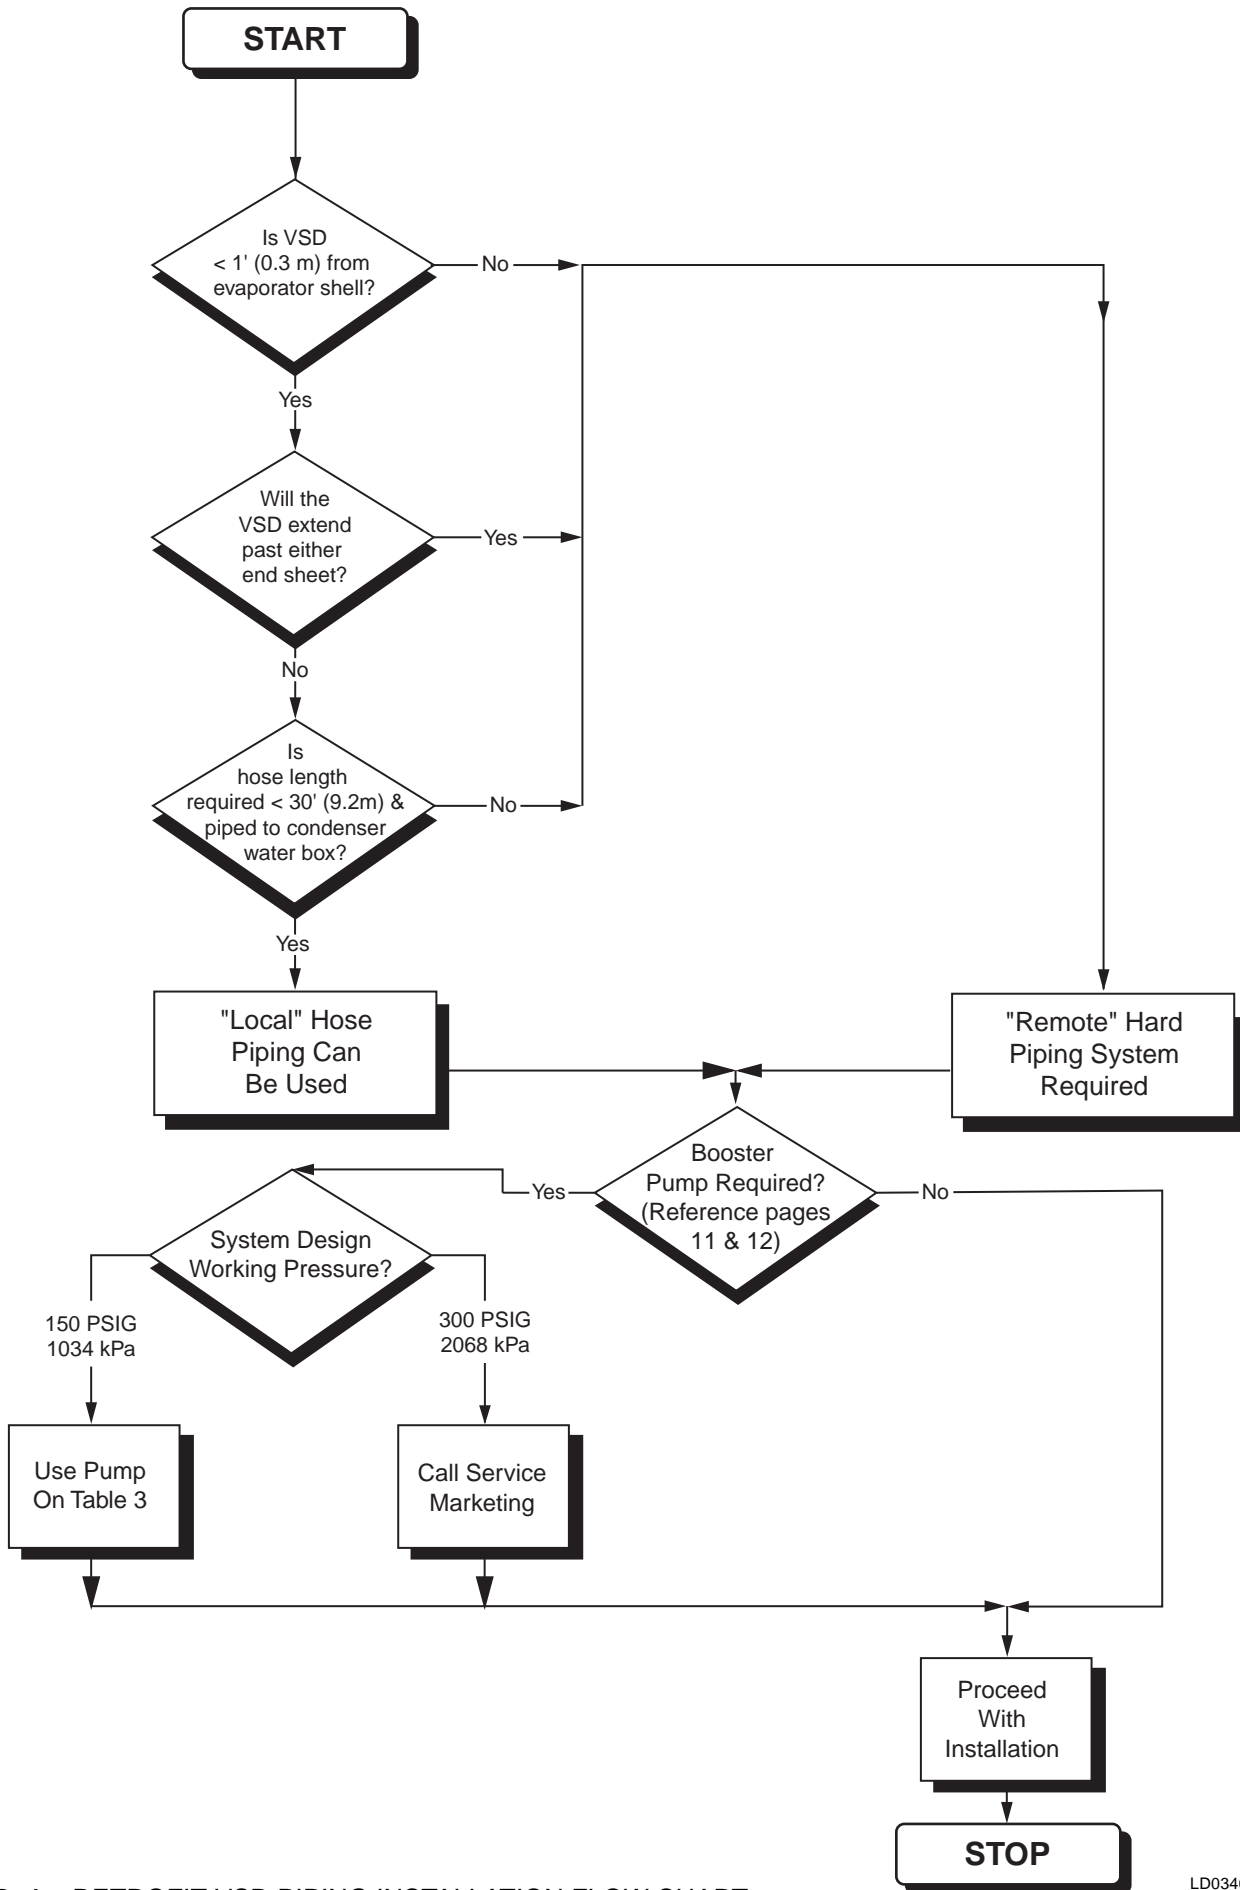 START
Is VSD
< 1' (0.3 m) from
evaporator shell?
No
Yes
Will the
VSD extend
past either
end sheet?
Yes
No
Is
hose length
required < 30' (9.2m) &
piped to condenser
water box?
No
Yes
"Local" Hose
Piping Can
Be Used
"Remote" Hard
Piping System
Required
Booster
Pump Required?
(Reference pages
11 & 12)
Yes
No
System Design
Working Pressure?
150 PSIG
1034 kPa
300 PSIG
2068 kPa
Use Pump
On Table 3
Call Service
Marketing
Proceed
With
Installation
STOP